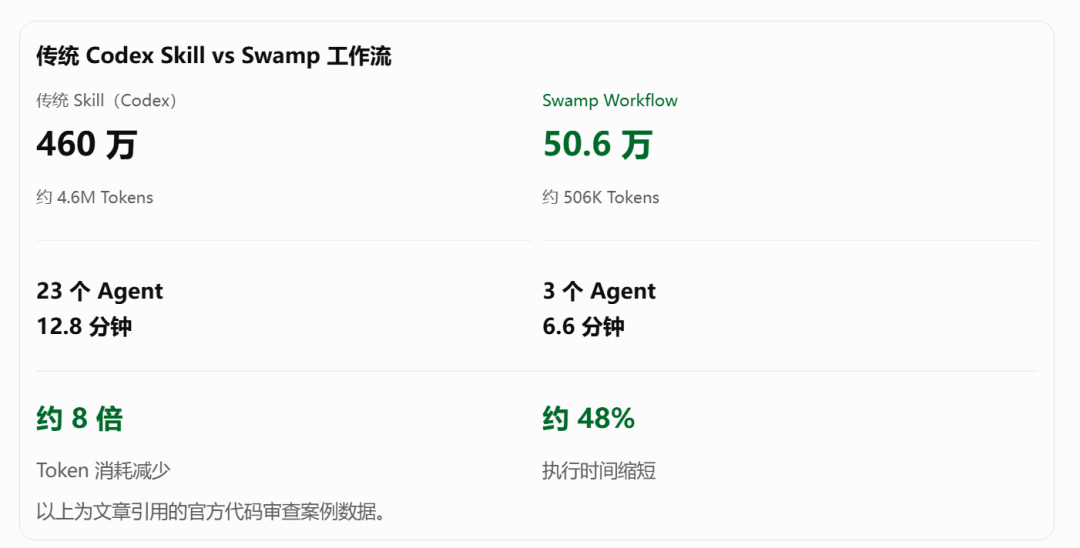 传统 Codex Skill vs Swamp 工作流
传统 Skill（Codex）
460 万
约 4.6M Tokens
Swamp Workflow
50.6 万
约 506K Tokens
23 个 Agent
12.8 分钟
3 个 Agent
6.6 分钟
约 8 倍
Token 消耗减少
约 48%
执行时间缩短
以上为文章引用的官方代码审查案例数据。